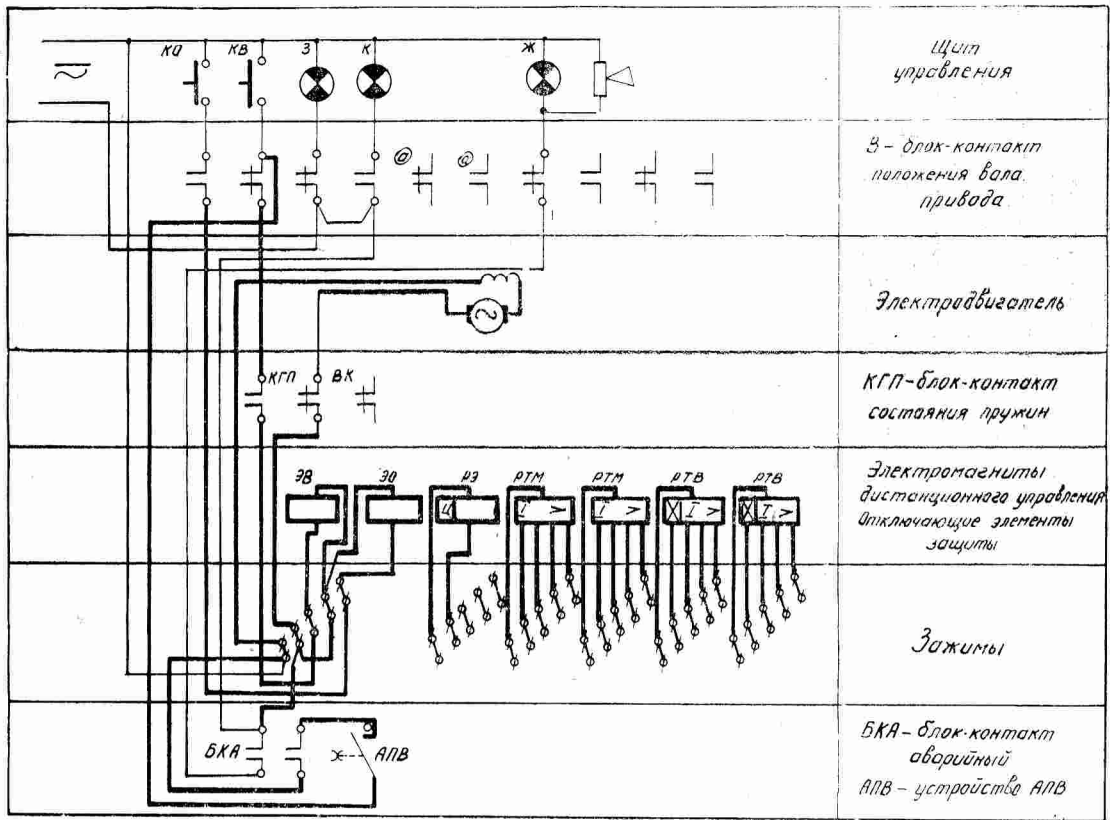 КО КВ З К Ж
Щит
управления
В - блок-контакт
положения вала
привода
Электродвигатель
КГП ВК
КГП-блок-контакт
состояния пружин
ЭВ ЭО РЭ РТМ РТМ РТВ РТВ
I > I > I > I >
Электромагниты
дистанционного управления
Отключающие элементы
защиты
Зажимы
БКА АПВ
БКА - блок-контакт
аварийный
АПВ - устройство АПВ